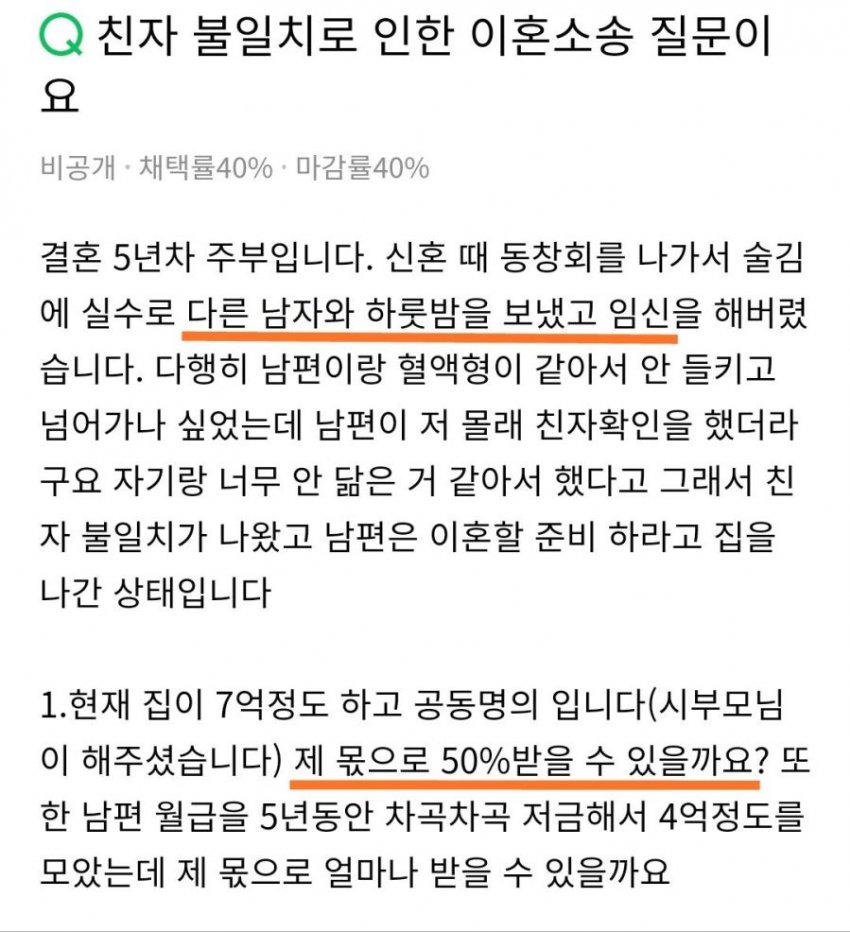 Q 친자 불일치로 인한 이혼소송 질문이
요
비공개 · 채택률40% · 마감률40%
결혼 5년차 주부입니다. 신혼 때 동창회를 나가서 술김
에 실수로 다른 남자와 하룻밤을 보냈고 임신을 해버렸
습니다. 다행히 남편이랑 혈액형이 같아서 안 들키고
넘어가나 싶었는데 남편이 저 몰래 친자확인을 했더라
구요 자기랑 너무 안 닮은 거 같아서 했다고 그래서 친
자 불일치가 나왔고 남편은 이혼할 준비 하라고 집을
나간 상태입니다
1.현재 집이 7억정도 하고 공동명의 입니다(시부모님
이 해주셨습니다) 제 몫으로 50%받을 수 있을까요? 또
한 남편 월급을 5년동안 차곡차곡 저금해서 4억정도를
모았는데 제 몫으로 얼마나 받을 수 있을까요